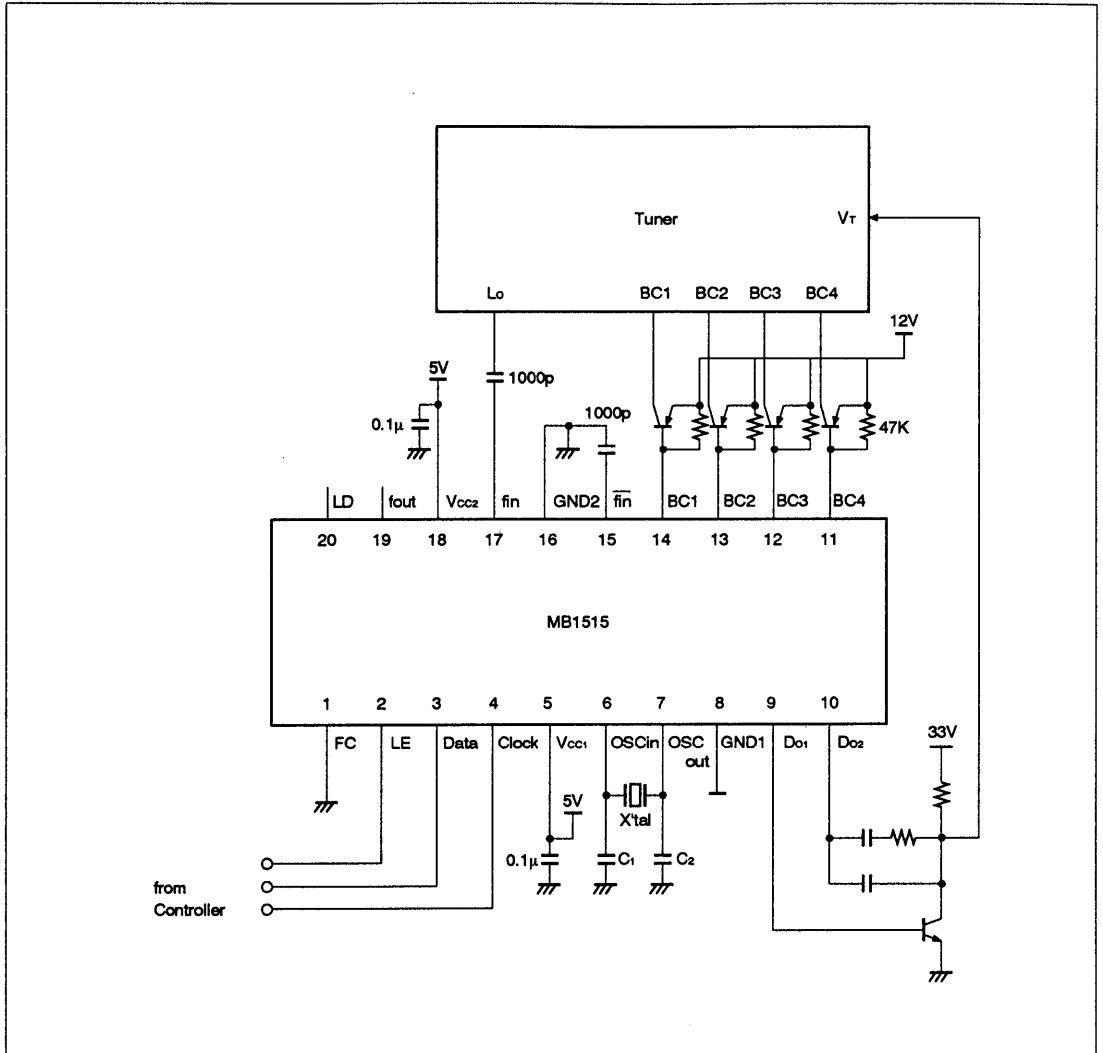 Tuner
VT
LO BC1 BC2 BC3 BC4
12V
5V
1000p
1000p
0.1μ
47K
LD fout VCC2 fin GND2 f̅i̅n̅ BC1 BC2 BC3 BC4
20 19 18 17 16 15 14 13 12 11
MB1515
1 2 3 4 5 6 7 8 9 10
FC LE Data Clock VCC1 OSCin OSC out GND1 DO1 DO2
33V
5V
X'tal
0.1μ
C1
C2
from
Controller